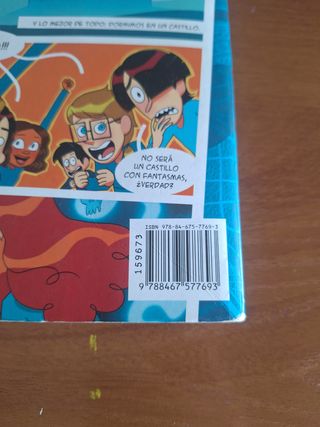 Y LO MEJOR DE TODO: DORMIMOS EN UN CASTILLO.
!!!
NO SERÁ
UN CASTILLO
CON FANTASMAS,
¿VERDAD?
ISBN 978-84-675-7769-3
159673
9 788467 577693